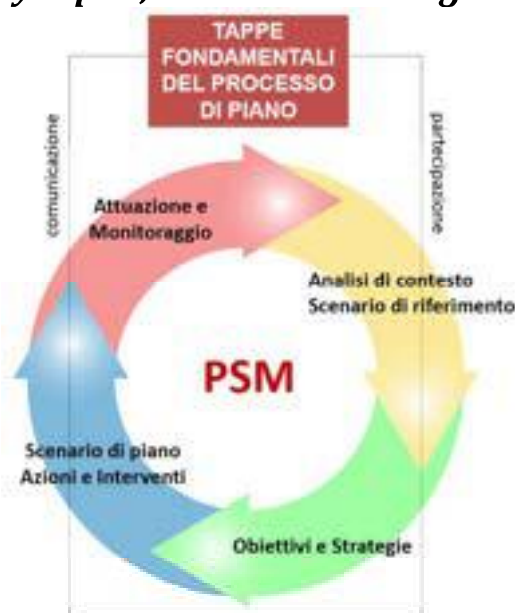 TAPPE
FONDAMENTALI
DEL PROCESSO
DI PIANO
comunicazione
partecipazione
Attuazione e
Monitoraggio
Analisi di contesto
Scenario di riferimento
PSM
Scenario di piano
Azioni e Interventi
Obiettivi e Strategie